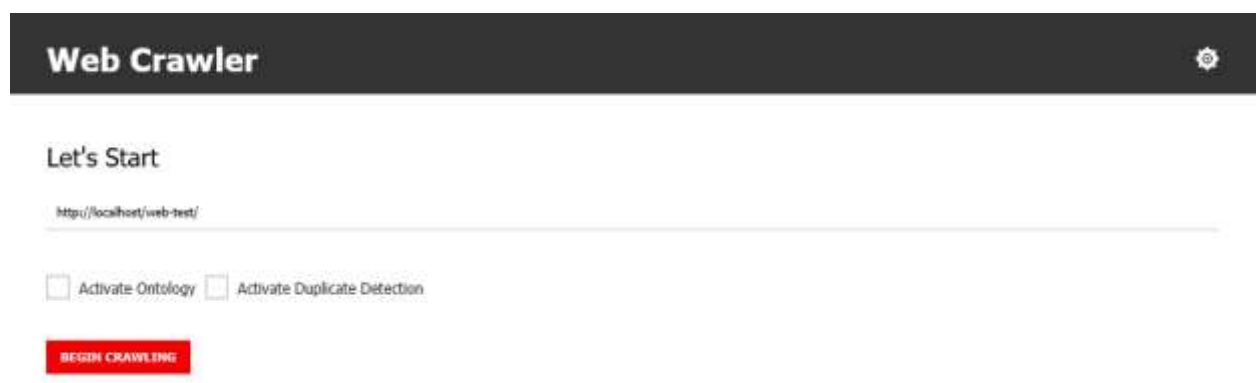 Web Crawler
Let's Start
http://localhost/web-test/
Activate Ontology Activate Duplicate Detection
BEGIN CRAWLING